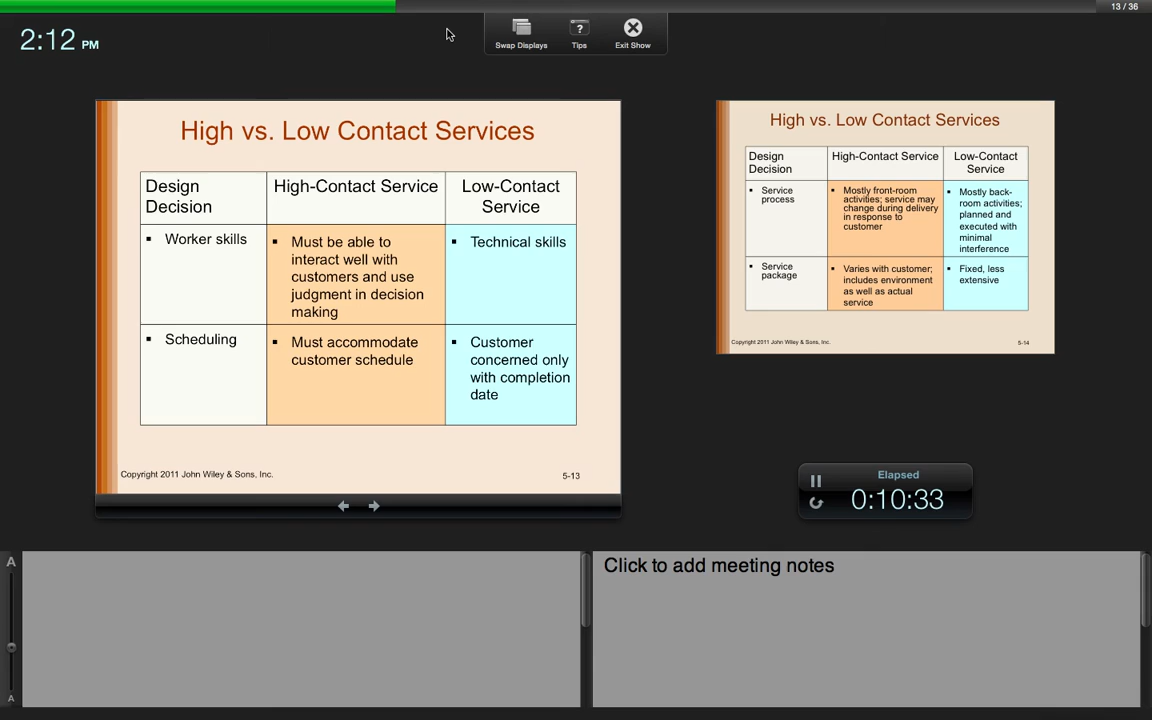 13 / 36
2:12 PM
Swap Displays
Tips
Exit Show
High vs. Low Contact Services
Design
Decision
High-Contact Service
Low-Contact
Service
▪ Worker skills
▪ Must be able to
interact well with
customers and use
judgment in decision
making
▪ Technical skills
▪ Scheduling
▪ Must accommodate
customer schedule
▪ Customer
concerned only
with completion
date
Copyright 2011 John Wiley & Sons, Inc.
5-13
High vs. Low Contact Services
Design
Decision
High-Contact Service
Low-Contact
Service
▪ Service
process
▪ Mostly front-room
activities; service may
change during delivery
in response to
customer
▪ Mostly back-
room activities;
planned and
executed with
minimal
interference
▪ Service
package
▪ Varies with customer;
includes environment
as well as actual
service
▪ Fixed, less
extensive
Copyright 2011 John Wiley & Sons, Inc.
5-14
Elapsed
0:10:33
A
A
Click to add meeting notes